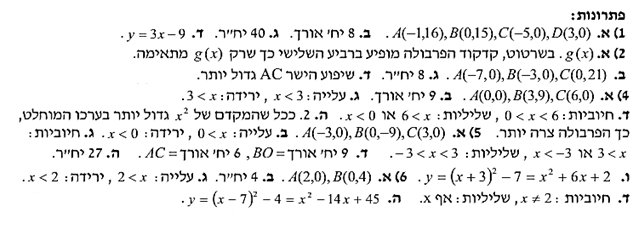 פתרונות:
1) א. A(-1,16), B(0,15), C(-5,0), D(3,0). ב. 8 יח' אורך. ג. 40 יח"ר. ד. y = 3x - 9.
2) א. g(x). בשרטוט, קדקוד הפרבולה מופיע ברביע השלישי כך שרק g(x) מתאימה.
ב. A(-7,0), B(-3,0), C(0,21). ג. 8 יח"ר. ד. שיפוע הישר AC גדול יותר.
4) א. A(0,0), B(3,9), C(6,0). ב. 9 יח' אורך. ג. עלייה: x < 3, ירידה: 3 < x.
ד. חיוביות: 0 < x < 6, שליליות: 6 < x או x < 0. ה. 2. ככל שהמקדם של x² גדול יותר בערכו המוחלט,
כך הפרבולה צרה יותר. 5) א. A(-3,0), B(0,-9), C(3,0). ב. עלייה: 0 < x, ירידה: x < 0. ג. חיוביות:
3 < x או x < -3, שליליות: -3 < x < 3. ד. 9 יח' אורך = BO, 6 יח' אורך = AC. ה. 27 יח"ר.
ו. y = (x + 3)² - 7 = x² + 6x + 2. 6) א. A(2,0), B(0,4). ב. 4 יח"ר. ג. עלייה: 2 < x, ירידה: x < 2.
ד. חיוביות: x ≠ 2, שליליות: אף x. ה. y = (x - 7)² - 4 = x² - 14x + 45.